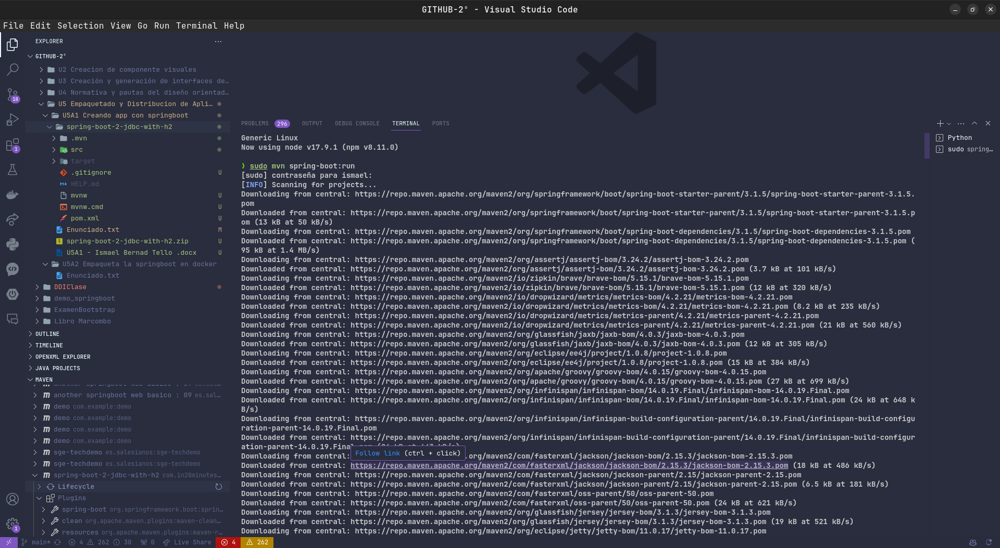 GITHUB-2° - Visual Studio Code
File Edit Selection View Go Run Terminal Help
EXPLORER
GITHUB-2°
U2 Creacion de componente visuales
U3 Creación y generación de interfaces de…
U4 Normativa y pautas del diseño orientad…
U5 Empaquetado y Distribucion de Apli…
U5A1 Creando app con springboot
spring-boot-2-jdbc-with-h2
.mvn
src
target
.gitignore U
HELP.md
mvnw U
mvnw.cmd U
pom.xml U
Enunciado.txt M
spring-boot-2-jdbc-with-h2.zip U
U5A1 - Ismael Bernad Tello .docx U
U5A2 Empaqueta la springboot en docker
Enunciado.txt
DDIClase
demo_springboot
ExamenBootstrap
Libro Marcombo
OUTLINE
TIMELINE
OPENXML EXPLORER
JAVA PROJECTS
MAVEN
another springboot web basico : 09 es.sal…
demo com.example:demo
demo com.example:demo
demo com.example:demo
demo com.example:demo
sge-techdemo es.salesianos:sge-techdemo
sge-techdemo es.salesianos:sge-techdemo
spring-boot-2-jdbc-with-h2 com.in28minutes…
Lifecycle
Plugins
spring-boot org.springframework.boot:sprin…
clean org.apache.maven.plugins:maven-clean…
resources org.apache.maven.plugins:maven-r…
18
1
1
PROBLEMS 296 OUTPUT DEBUG CONSOLE TERMINAL PORTS
Python
sudo spring…
Generic Linux
Now using node v17.9.1 (npm v8.11.0)
❯ sudo mvn spring-boot:run
[sudo] contraseña para ismael:
[INFO] Scanning for projects...
Downloading from central: https://repo.maven.apache.org/maven2/org/springframework/boot/spring-boot-starter-parent/3.1.5/spring-boot-starter-parent-3.1.5.
pom
Downloaded from central: https://repo.maven.apache.org/maven2/org/springframework/boot/spring-boot-starter-parent/3.1.5/spring-boot-starter-parent-3.1.5.p
om (13 kB at 50 kB/s)
Downloading from central: https://repo.maven.apache.org/maven2/org/springframework/boot/spring-boot-dependencies/3.1.5/spring-boot-dependencies-3.1.5.pom
Downloaded from central: https://repo.maven.apache.org/maven2/org/springframework/boot/spring-boot-dependencies/3.1.5/spring-boot-dependencies-3.1.5.pom (
95 kB at 1.4 MB/s)
Downloading from central: https://repo.maven.apache.org/maven2/org/assertj/assertj-bom/3.24.2/assertj-bom-3.24.2.pom
Downloaded from central: https://repo.maven.apache.org/maven2/org/assertj/assertj-bom/3.24.2/assertj-bom-3.24.2.pom (3.7 kB at 101 kB/s)
Downloading from central: https://repo.maven.apache.org/maven2/io/zipkin/brave/brave-bom/5.15.1/brave-bom-5.15.1.pom
Downloaded from central: https://repo.maven.apache.org/maven2/io/zipkin/brave/brave-bom/5.15.1/brave-bom-5.15.1.pom (12 kB at 320 kB/s)
Downloading from central: https://repo.maven.apache.org/maven2/io/dropwizard/metrics/metrics-bom/4.2.21/metrics-bom-4.2.21.pom
Downloaded from central: https://repo.maven.apache.org/maven2/io/dropwizard/metrics/metrics-bom/4.2.21/metrics-bom-4.2.21.pom (8.2 kB at 235 kB/s)
Downloading from central: https://repo.maven.apache.org/maven2/io/dropwizard/metrics/metrics-parent/4.2.21/metrics-parent-4.2.21.pom
Downloaded from central: https://repo.maven.apache.org/maven2/io/dropwizard/metrics/metrics-parent/4.2.21/metrics-parent-4.2.21.pom (21 kB at 560 kB/s)
Downloading from central: https://repo.maven.apache.org/maven2/org/glassfish/jaxb/jaxb-bom/4.0.3/jaxb-bom-4.0.3.pom
Downloaded from central: https://repo.maven.apache.org/maven2/org/glassfish/jaxb/jaxb-bom/4.0.3/jaxb-bom-4.0.3.pom (12 kB at 305 kB/s)
Downloading from central: https://repo.maven.apache.org/maven2/org/eclipse/ee4j/project/1.0.8/project-1.0.8.pom
Downloaded from central: https://repo.maven.apache.org/maven2/org/eclipse/ee4j/project/1.0.8/project-1.0.8.pom (15 kB at 384 kB/s)
Downloading from central: https://repo.maven.apache.org/maven2/org/apache/groovy/groovy-bom/4.0.15/groovy-bom-4.0.15.pom
Downloaded from central: https://repo.maven.apache.org/maven2/org/apache/groovy/groovy-bom/4.0.15/groovy-bom-4.0.15.pom (27 kB at 699 kB/s)
Downloading from central: https://repo.maven.apache.org/maven2/org/infinispan/infinispan-bom/14.0.19.Final/infinispan-bom-14.0.19.Final.pom
Downloaded from central: https://repo.maven.apache.org/maven2/org/infinispan/infinispan-bom/14.0.19.Final/infinispan-bom-14.0.19.Final.pom (24 kB at 648 k
B/s)
Downloading from central: https://repo.maven.apache.org/maven2/org/infinispan/infinispan-build-configuration-parent/14.0.19.Final/infinispan-build-configu
ration-parent-14.0.19.Final.pom
Downloaded from central: https://repo.maven.apache.org/maven2/org/infinispan/infinispan-build-configuration-parent/14.0.19.Final/infinispan-build-configur
ation-parent-14.0.19.Final
Follow link (ctrl + click)
Downloading from central: .org/maven2/com/fasterxml/jackson/jackson-bom/2.15.3/jackson-bom-2.15.3.pom
Downloaded from central: https://repo.maven.apache.org/maven2/com/fasterxml/jackson/jackson-bom/2.15.3/jackson-bom-2.15.3.pom (18 kB at 486 kB/s)
Downloading from central: https://repo.maven.apache.org/maven2/com/fasterxml/jackson/jackson-parent/2.15/jackson-parent-2.15.pom
Downloaded from central: https://repo.maven.apache.org/maven2/com/fasterxml/jackson/jackson-parent/2.15/jackson-parent-2.15.pom (6.5 kB at 181 kB/s)
Downloading from central: https://repo.maven.apache.org/maven2/com/fasterxml/oss-parent/50/oss-parent-50.pom
Downloaded from central: https://repo.maven.apache.org/maven2/com/fasterxml/oss-parent/50/oss-parent-50.pom (24 kB at 621 kB/s)
Downloading from central: https://repo.maven.apache.org/maven2/org/glassfish/jersey/jersey-bom/3.1.3/jersey-bom-3.1.3.pom
Downloaded from central: https://repo.maven.apache.org/maven2/org/glassfish/jersey/jersey-bom/3.1.3/jersey-bom-3.1.3.pom (19 kB at 521 kB/s)
Downloading from central: https://repo.maven.apache.org/maven2/org/eclipse/jetty/jetty-bom/11.0.17/jetty-bom-11.0.17.pom
main* 4 262 30 0 Live Share 4 262